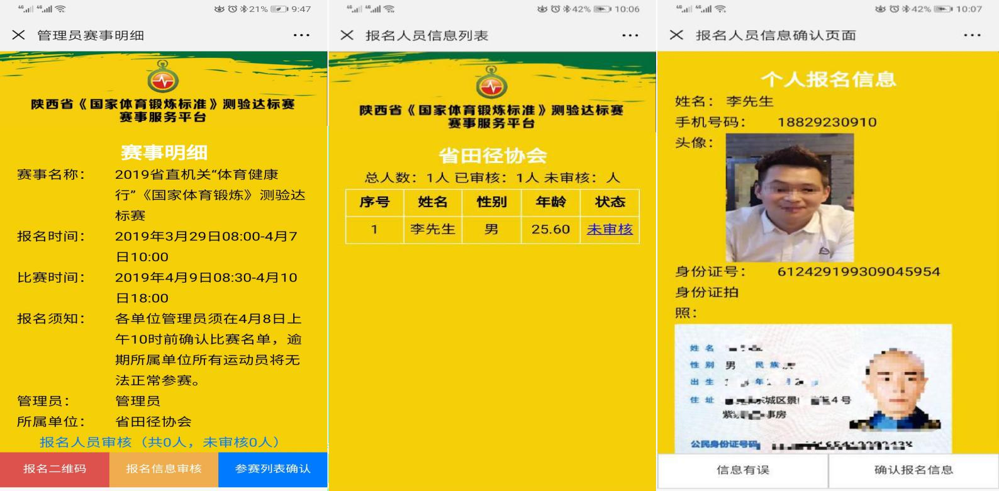 4G 4G 21% 9:47
管理员赛事明细
陕西省《国家体育锻炼标准》测验达标赛
赛事服务平台
赛事明细
赛事名称： 2019省直机关“体育健康
行”《国家体育锻炼》测验达
标赛
报名时间： 2019年3月29日08:00-4月7
日10:00
比赛时间： 2019年4月9日08:30-4月10
日18:00
报名须知： 各单位管理员须在4月8日上
午10时前确认比赛名单，逾
期所属单位所有运动员将无
法正常参赛。
管理员： 管理员
所属单位： 省田径协会
报名人员审核（共0人，未审核0人）
报名二维码 报名信息审核 参赛列表确认
4G 4G 42% 10:06
报名人员信息列表
陕西省《国家体育锻炼标准》测验达标赛
赛事服务平台
省田径协会
总人数：1人 已审核：1人 未审核：人
序号 姓名 性别 年龄 状态
1 李先生 男 25.60 未审核
4G 4G 42% 10:07
报名人员信息确认页面
个人报名信息
姓名： 李先生
手机号码： 18829230910
头像：
身份证号： 612429199309045954
身份证拍
照：
姓名
性别 男 民族
出生 年
住址 东城区景 4号
紫 事房
公民身份证号码
信息有误 确认报名信息